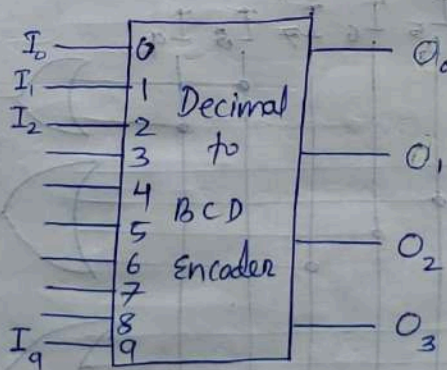 I₀ 0 O₀
I₁ 1 Decimal
I₂ 2 to
3 O₁
4
5 BCD
6 Encoder O₂
7
8
I₉ 9 O₃